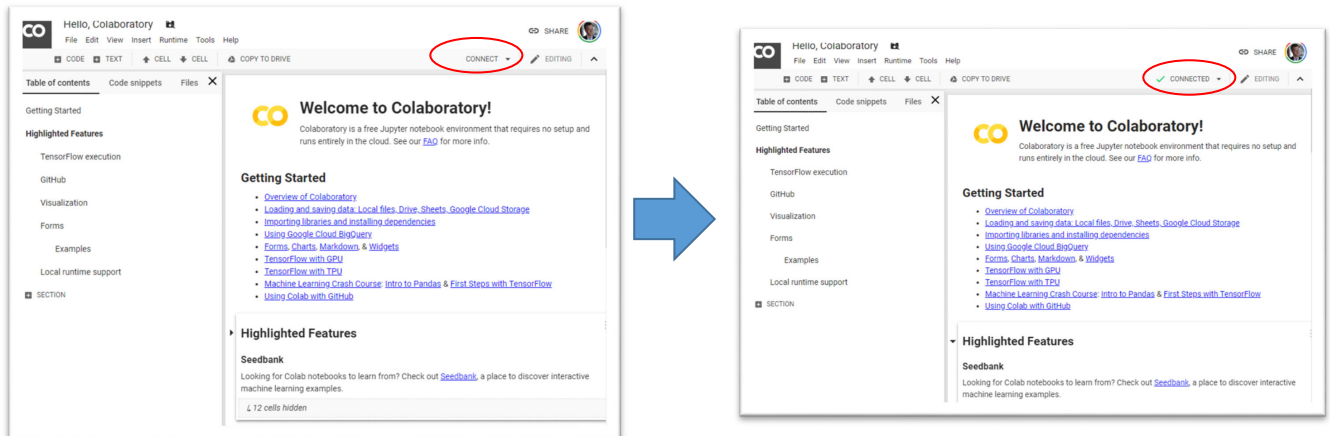 CO
Hello, Colaboratory
File Edit View Insert Runtime Tools Help
SHARE
CODE TEXT CELL CELL COPY TO DRIVE CONNECT EDITING
Table of contents Code snippets Files X
Getting Started
Highlighted Features
TensorFlow execution
GitHub
Visualization
Forms
Examples
Local runtime support
SECTION
CO
Welcome to Colaboratory!
Colaboratory is a free Jupyter notebook environment that requires no setup and
runs entirely in the cloud. See our FAQ for more info.
Getting Started
• Overview of Colaboratory
• Loading and saving data: Local files, Drive, Sheets, Google Cloud Storage
• Importing libraries and installing dependencies
• Using Google Cloud BigQuery
• Forms, Charts, Markdown, & Widgets
• TensorFlow with GPU
• TensorFlow with TPU
• Machine Learning Crash Course: Intro to Pandas & First Steps with TensorFlow
• Using Colab with GitHub
Highlighted Features
Seedbank
Looking for Colab notebooks to learn from? Check out Seedbank, a place to discover interactive
machine learning examples.
↳ 12 cells hidden
CO
Hello, Colaboratory
File Edit View Insert Runtime Tools Help
SHARE
CODE TEXT CELL CELL COPY TO DRIVE CONNECTED EDITING
Table of contents Code snippets Files X
Getting Started
Highlighted Features
TensorFlow execution
GitHub
Visualization
Forms
Examples
Local runtime support
SECTION
CO
Welcome to Colaboratory!
Colaboratory is a free Jupyter notebook environment that requires no setup and
runs entirely in the cloud. See our FAQ for more info.
Getting Started
• Overview of Colaboratory
• Loading and saving data: Local files, Drive, Sheets, Google Cloud Storage
• Importing libraries and installing dependencies
• Using Google Cloud BigQuery
• Forms, Charts, Markdown, & Widgets
• TensorFlow with GPU
• TensorFlow with TPU
• Machine Learning Crash Course: Intro to Pandas & First Steps with TensorFlow
• Using Colab with GitHub
Highlighted Features
Seedbank
Looking for Colab notebooks to learn from? Check out Seedbank, a place to discover interactive
machine learning examples.